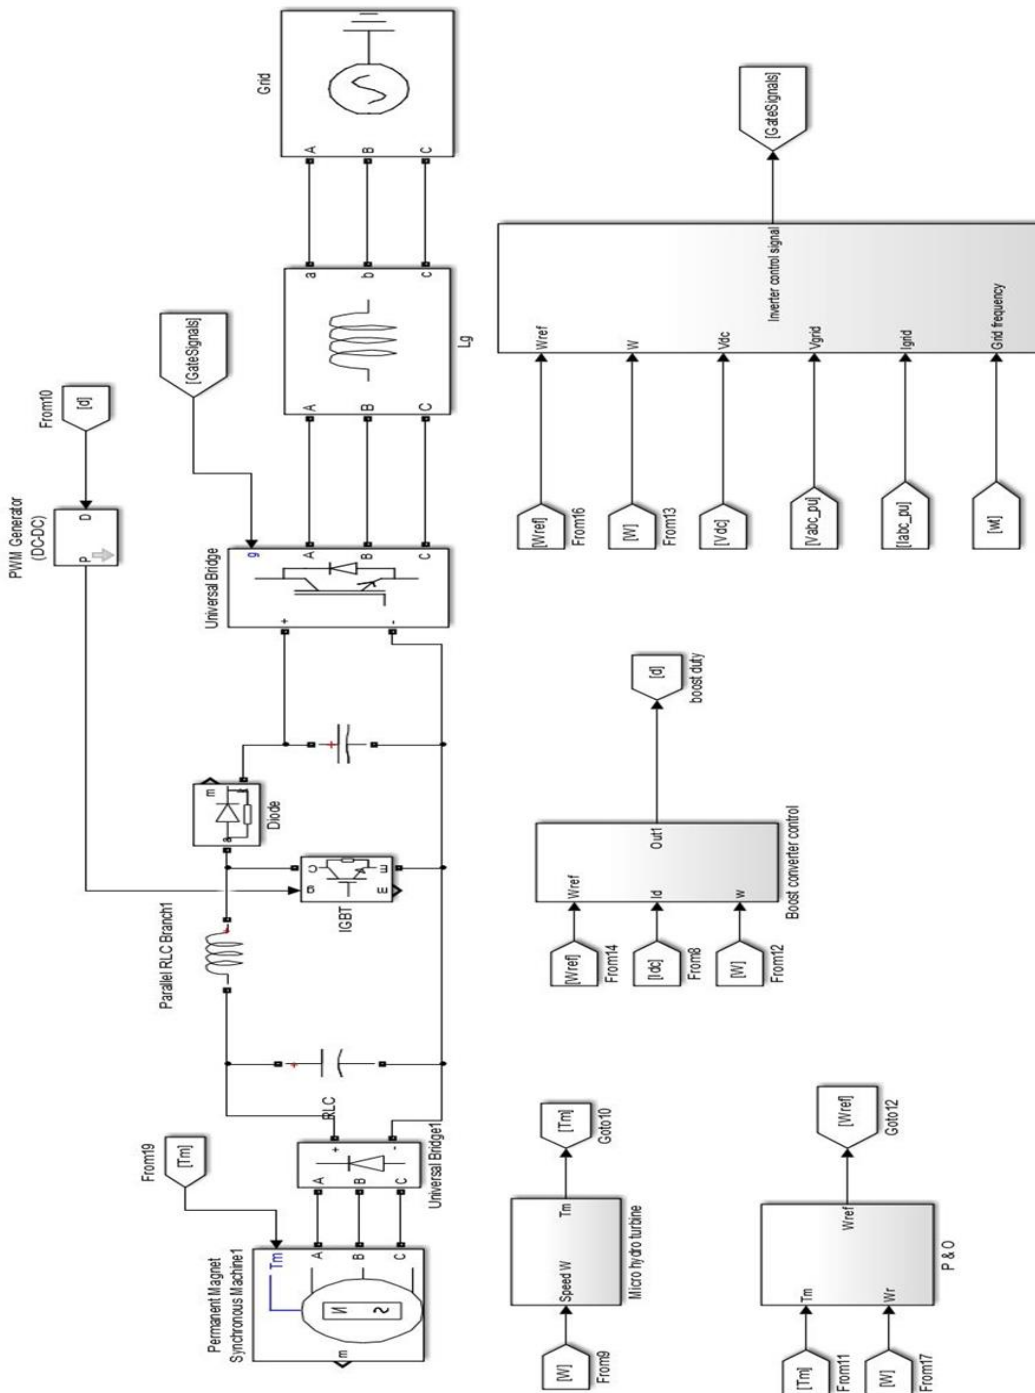 Permanent Magnet
Synchronous Machine1
Tm
A
B
C
m
From19
[Tm]
Universal Bridge1
A
B
C
+
-
RLC
+
Parallel RLC Branch1
+
IGBT
g
C
E
m
Diode
a
k
m
+
PWM Generator
(DC-DC)
P
D
From10
[d]
Universal Bridge
g
+
-
A
B
C
[GateSignals]
Lg
A
B
C
a
b
c
Grid
A
B
C
[W]
From9
Speed W
Tm
Micro hydro turbine
[Tm]
Goto10
[Tm]
From11
[W]
From17
Tm
Wr
Wref
P & O
[Wref]
Goto12
[Wref]
From14
[Idc]
From8
[W]
From12
Wref
Id
w
Out1
Boost converter control
[d]
boost duty
[Wref]
From16
[W]
From13
[Vdc]
[Vabc_pu]
[Iabc_pu]
[wt]
Wref
W
Vdc
Vgrid
Igrid
Grid frequency
Inverter control signal
[GateSignals]